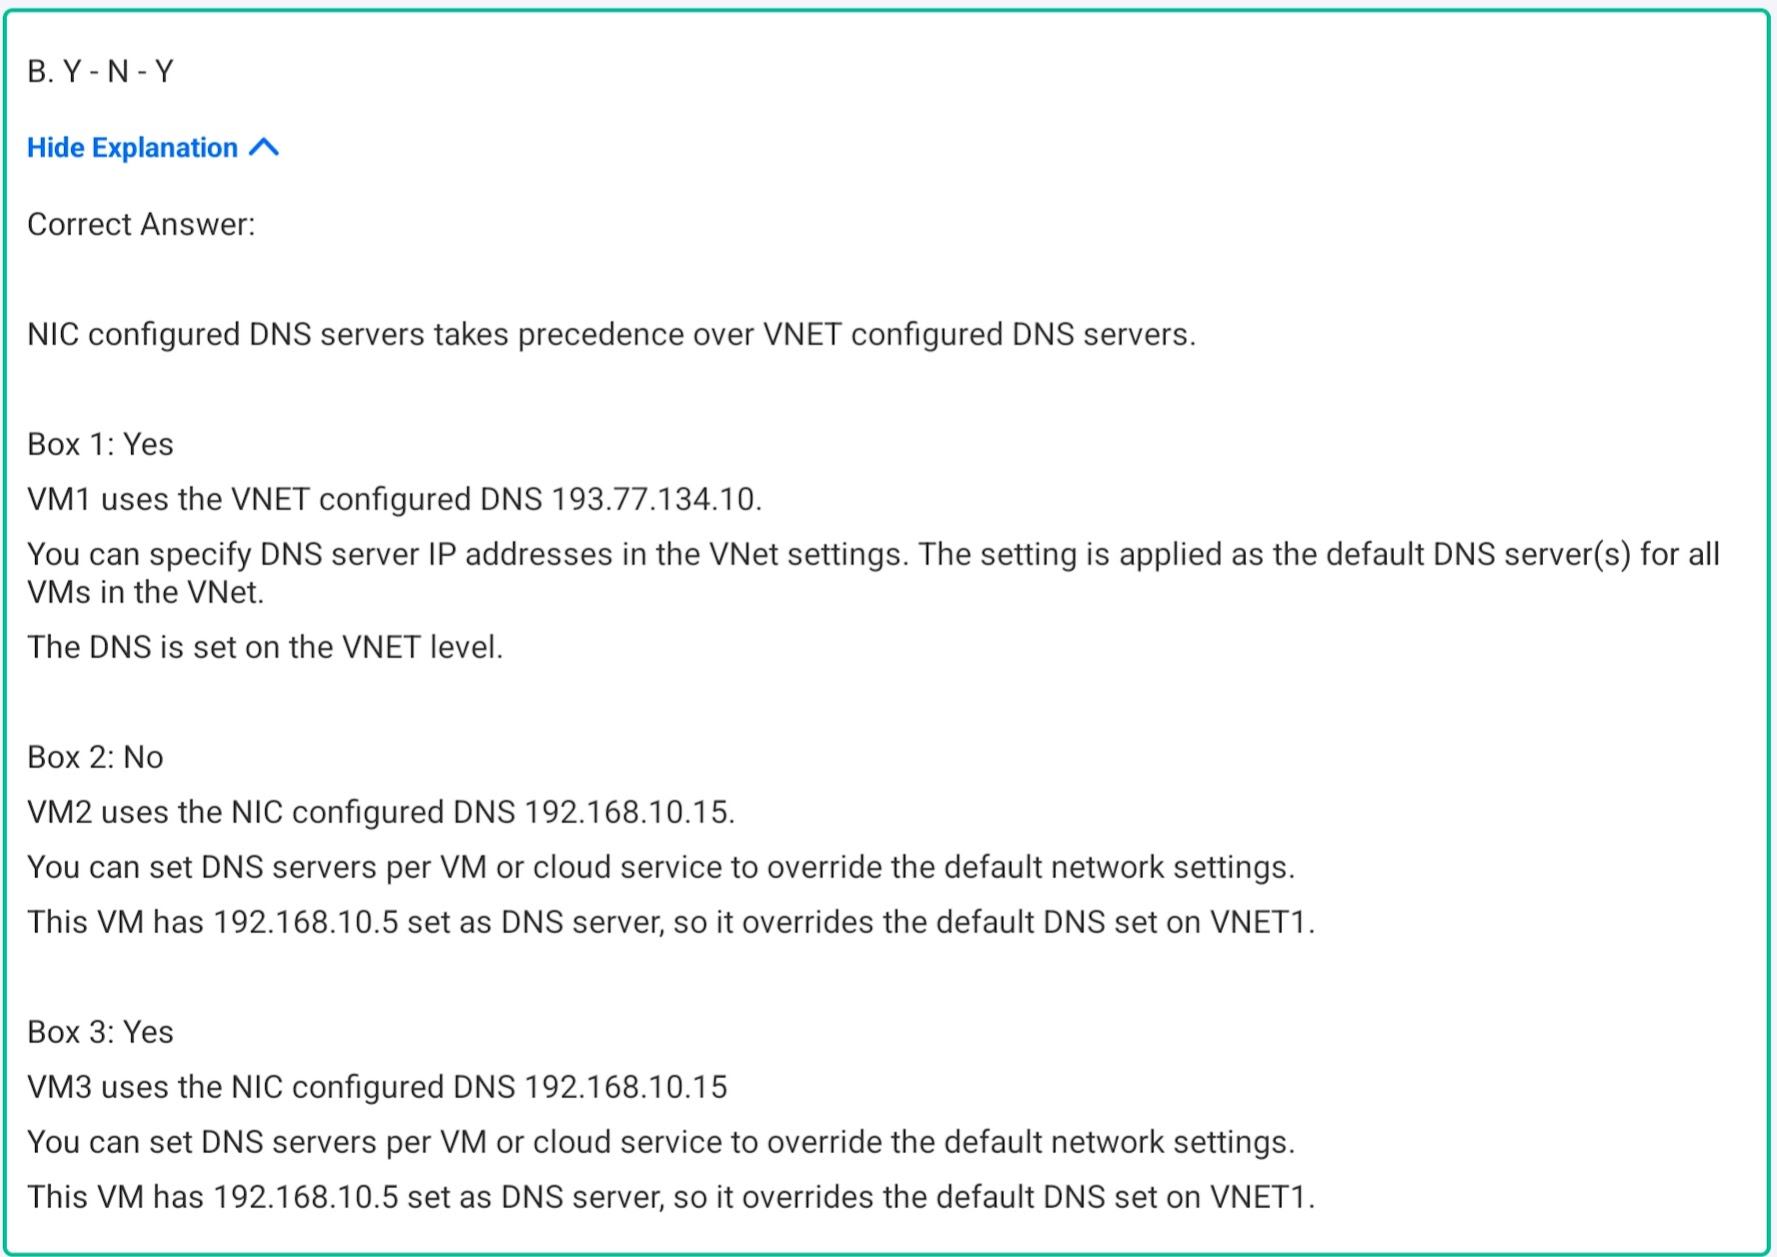 B. Y - N - Y
Hide Explanation
Correct Answer:
NIC configured DNS servers takes precedence over VNET configured DNS servers.
Box 1: Yes
VM1 uses the VNET configured DNS 193.77.134.10.
You can specify DNS server IP addresses in the VNet settings. The setting is applied as the default DNS server(s) for all
VMs in the VNet.
The DNS is set on the VNET level.
Box 2: No
VM2 uses the NIC configured DNS 192.168.10.15.
You can set DNS servers per VM or cloud service to override the default network settings.
This VM has 192.168.10.5 set as DNS server, so it overrides the default DNS set on VNET1.
Box 3: Yes
VM3 uses the NIC configured DNS 192.168.10.15
You can set DNS servers per VM or cloud service to override the default network settings.
This VM has 192.168.10.5 set as DNS server, so it overrides the default DNS set on VNET1.